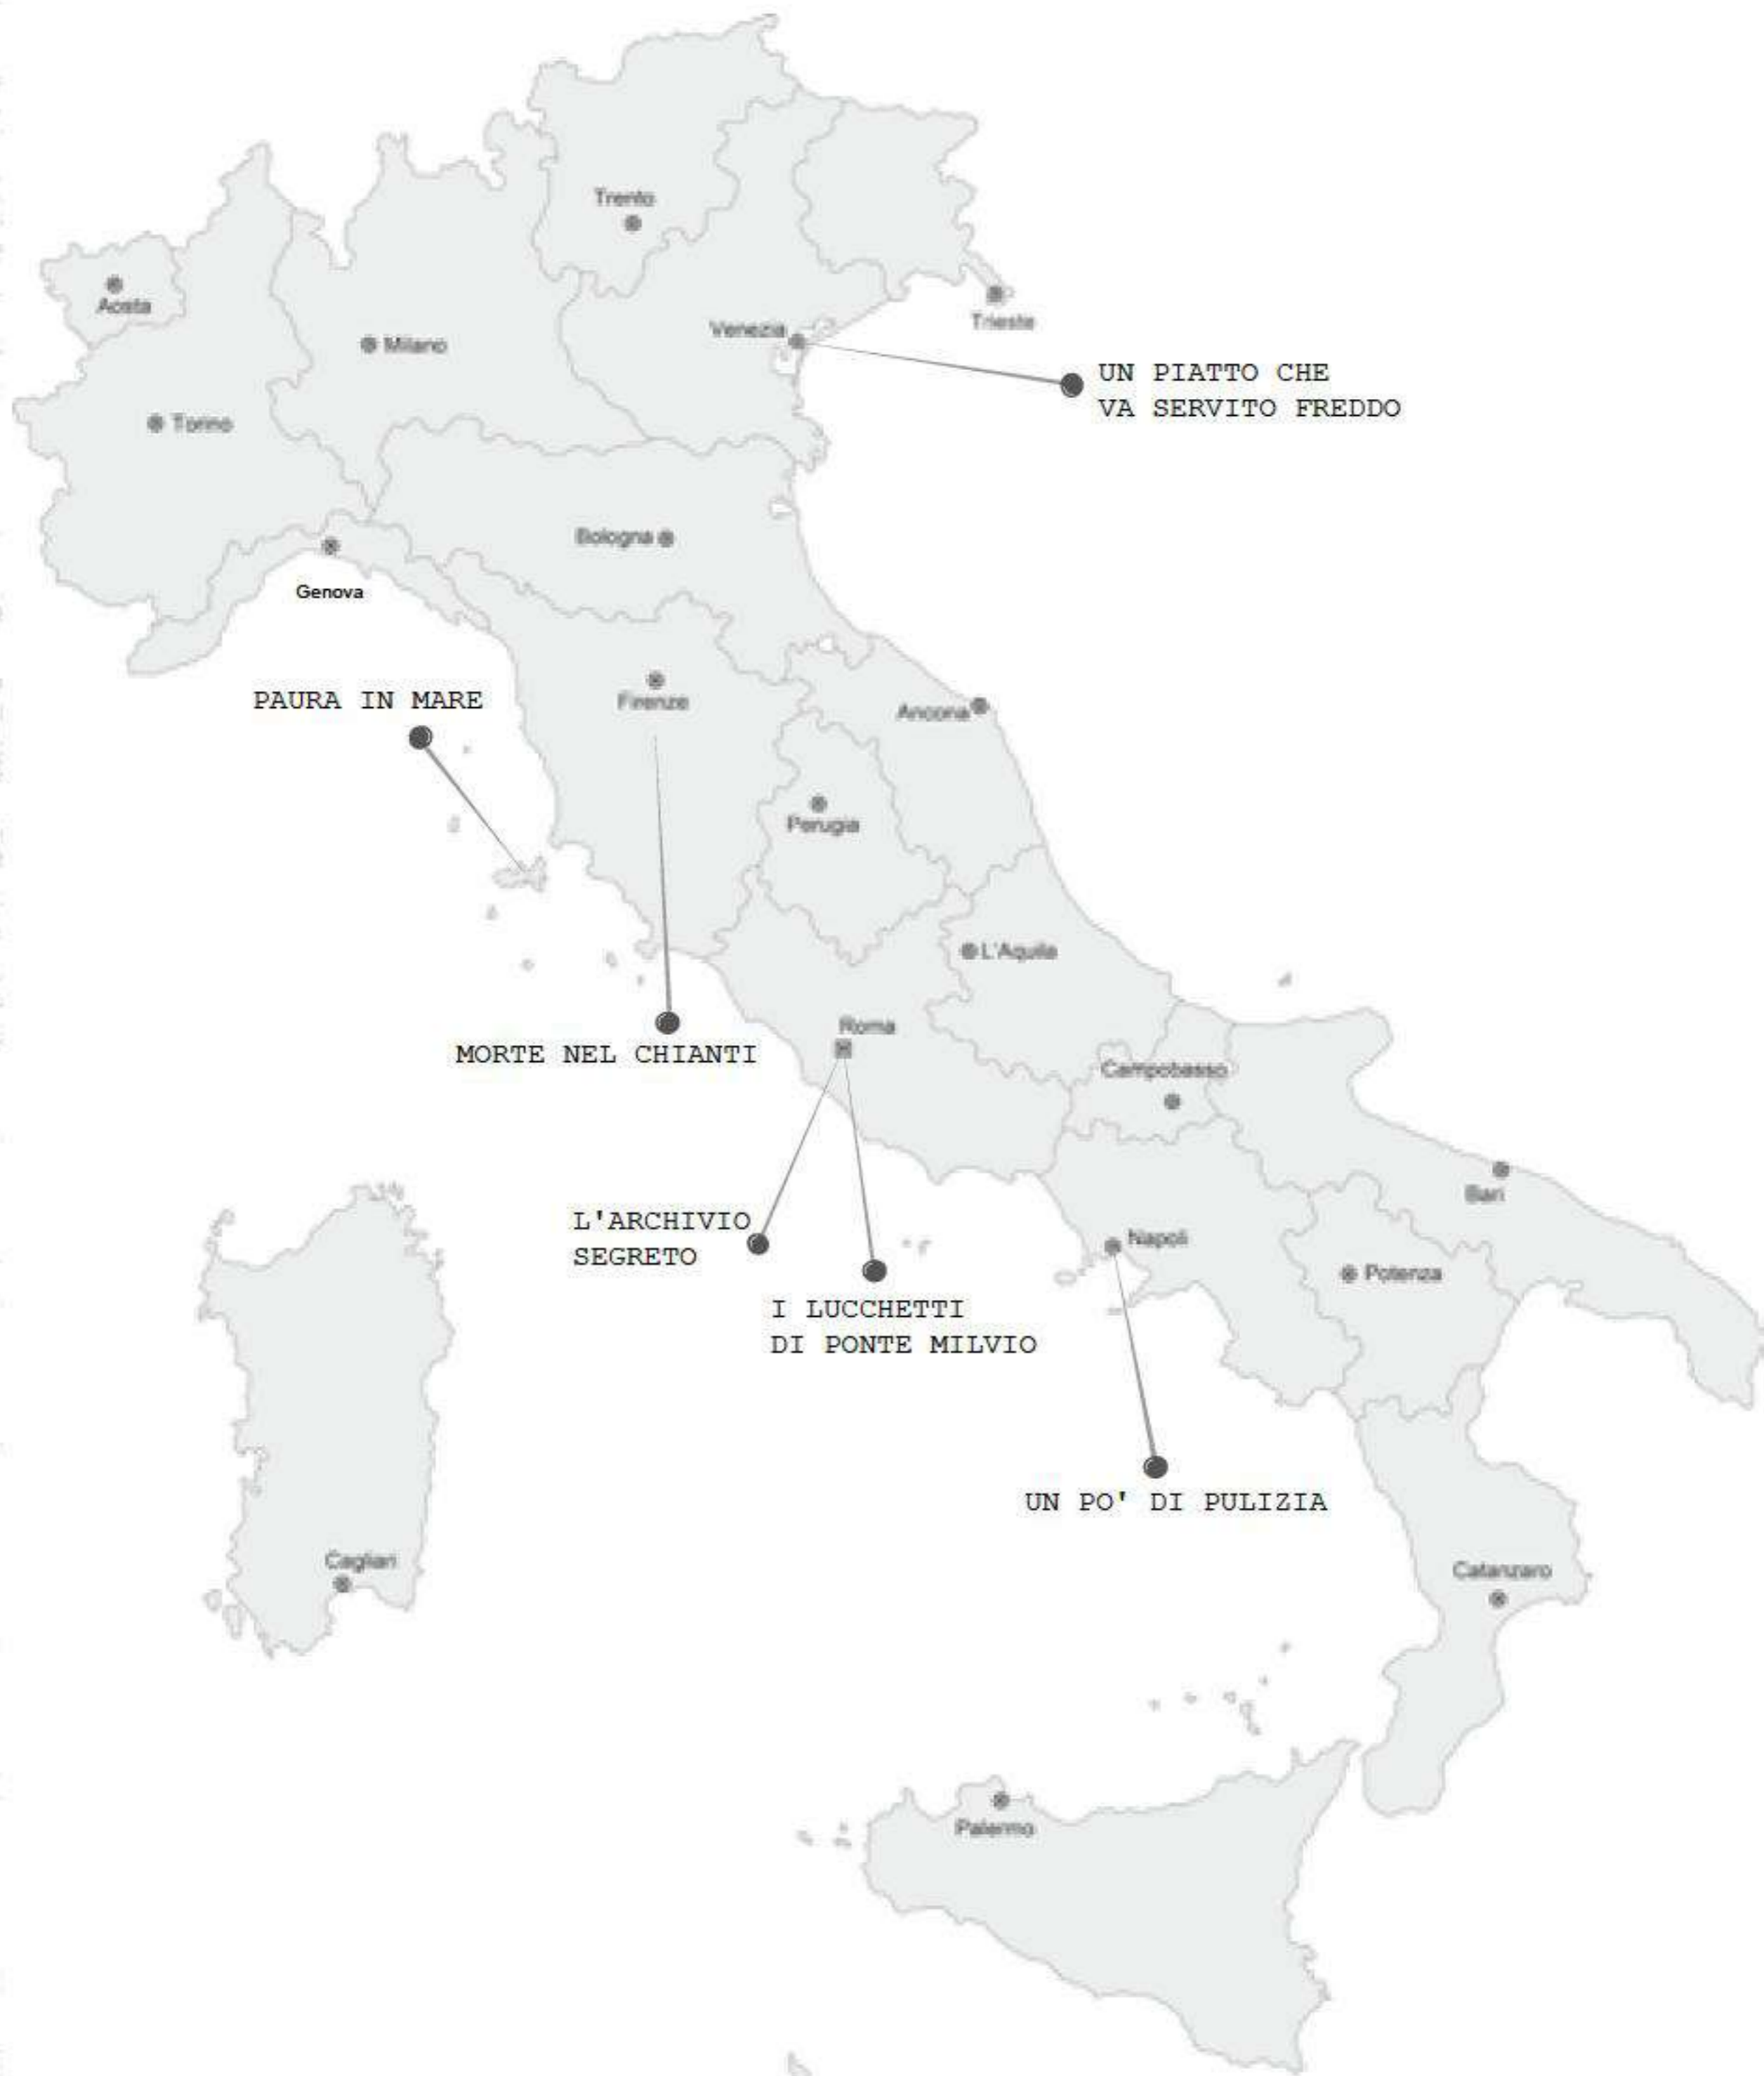 Trento
Aosta
Milano
Venezia
Trieste
UN PIATTO CHE
VA SERVITO FREDDO
Torino
Bologna
Genova
PAURA IN MARE
Firenze
Ancona
Perugia
L'Aquila
MORTE NEL CHIANTI
Roma
Campobasso
Bari
L'ARCHIVIO
SEGRETO
Napoli
Potenza
I LUCCHETTI
DI PONTE MILVIO
UN PO' DI PULIZIA
Cagliari
Catanzaro
Palermo